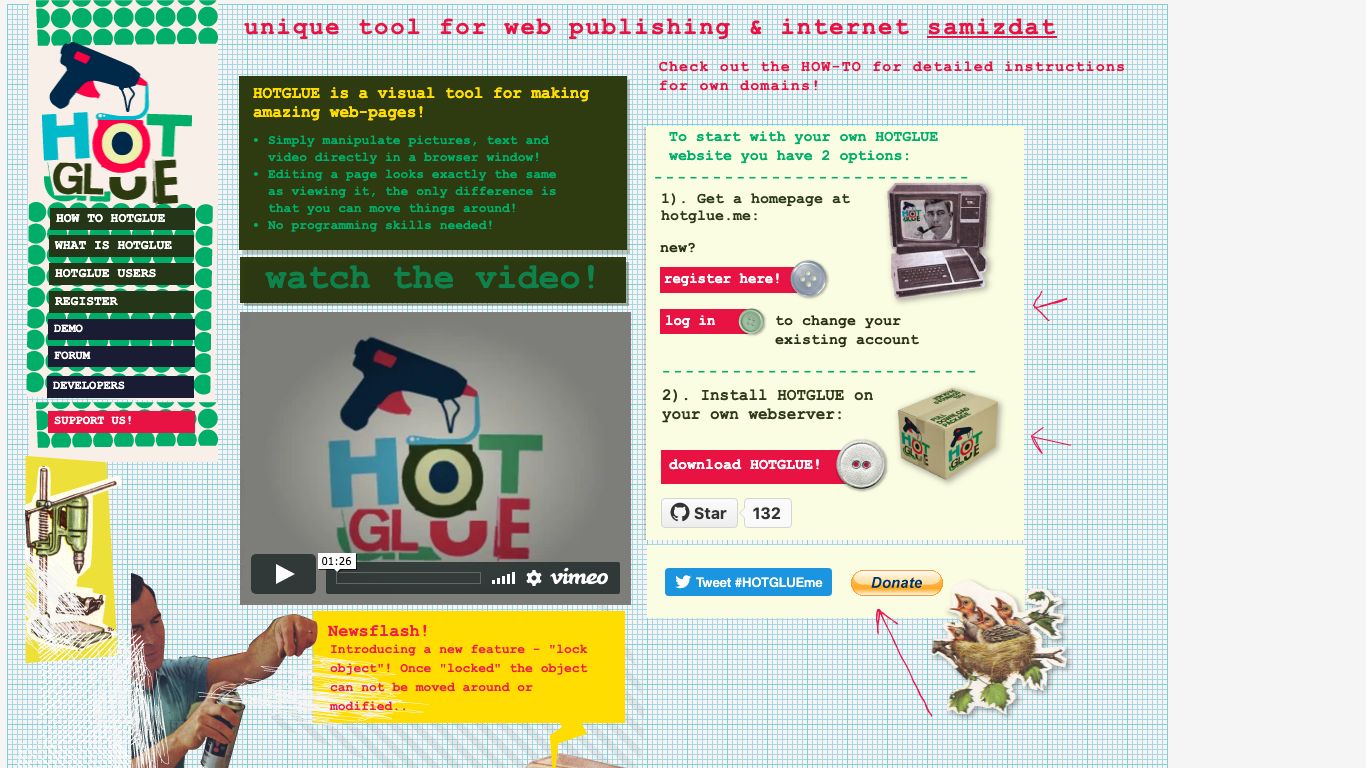 unique tool for web publishing & internet samizdat
Check out the HOW-TO for detailed instructions
for own domains!
HOT
GLUE
HOW TO HOTGLUE
WHAT IS HOTGLUE
HOTGLUE USERS
REGISTER
DEMO
FORUM
DEVELOPERS
SUPPORT US!
HOTGLUE is a visual tool for making
amazing web-pages!
• Simply manipulate pictures, text and
video directly in a browser window!
• Editing a page looks exactly the same
as viewing it, the only difference is
that you can move things around!
• No programming skills needed!
watch the video!
HOT
GLUE
01:26
vimeo
Newsflash!
Introducing a new feature - "lock
object"! Once "locked" the object
can not be moved around or
modified..
To start with your own HOTGLUE
website you have 2 options:
1). Get a homepage at
hotglue.me:
new?
register here!
log in
to change your
existing account
2). Install HOTGLUE on
your own webserver:
FULL
DOWNLOAD
PACKAGE
HOT
GLUE
download HOTGLUE!
Star
132
Tweet #HOTGLUEme
Donate